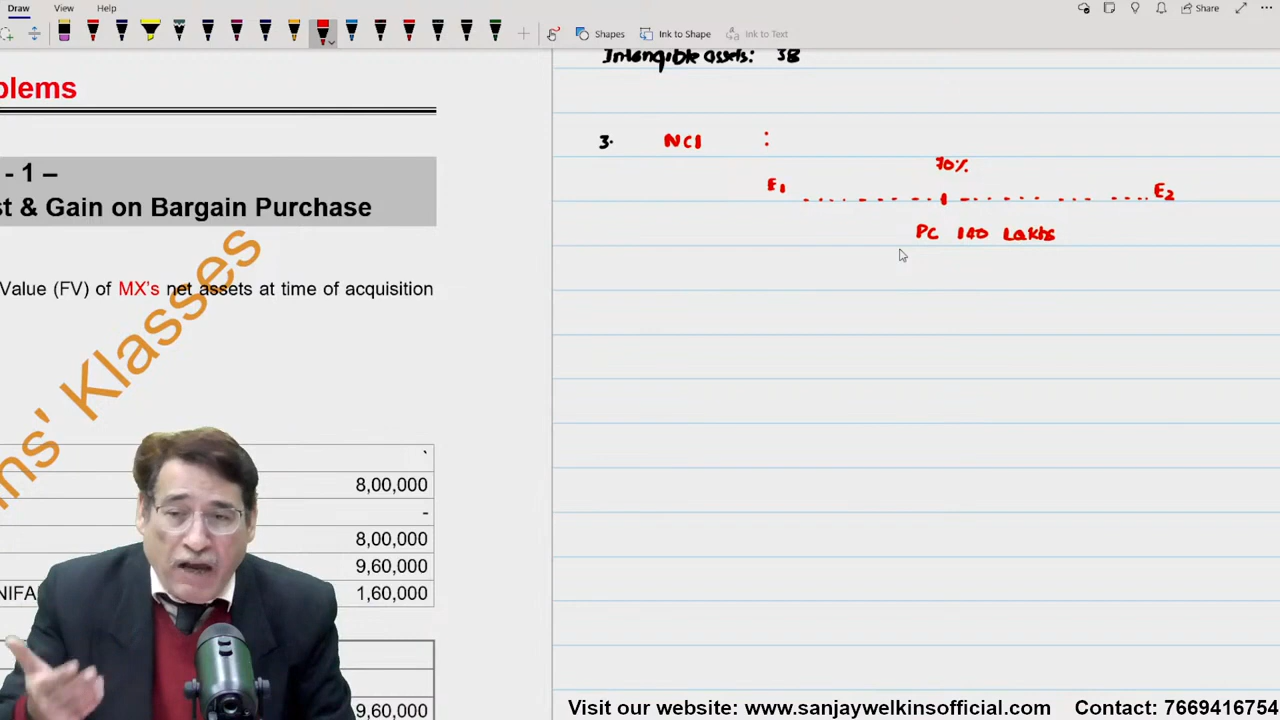 Draw View Help
Share
Shapes Ink to Shape Ink to Text
blems
- 1 –
st & Gain on Bargain Purchase
Value (FV) of MX's net assets at time of acquisition
ns' Klasses
`
8,00,000
-
8,00,000
9,60,000
NIFA
1,60,000
9,60,000
Intangible assets: 38
3. NCI :
70%
E1 E2
PC 140 Lakhs
Visit our website: www.sanjaywelkinsofficial.com Contact: 7669416754